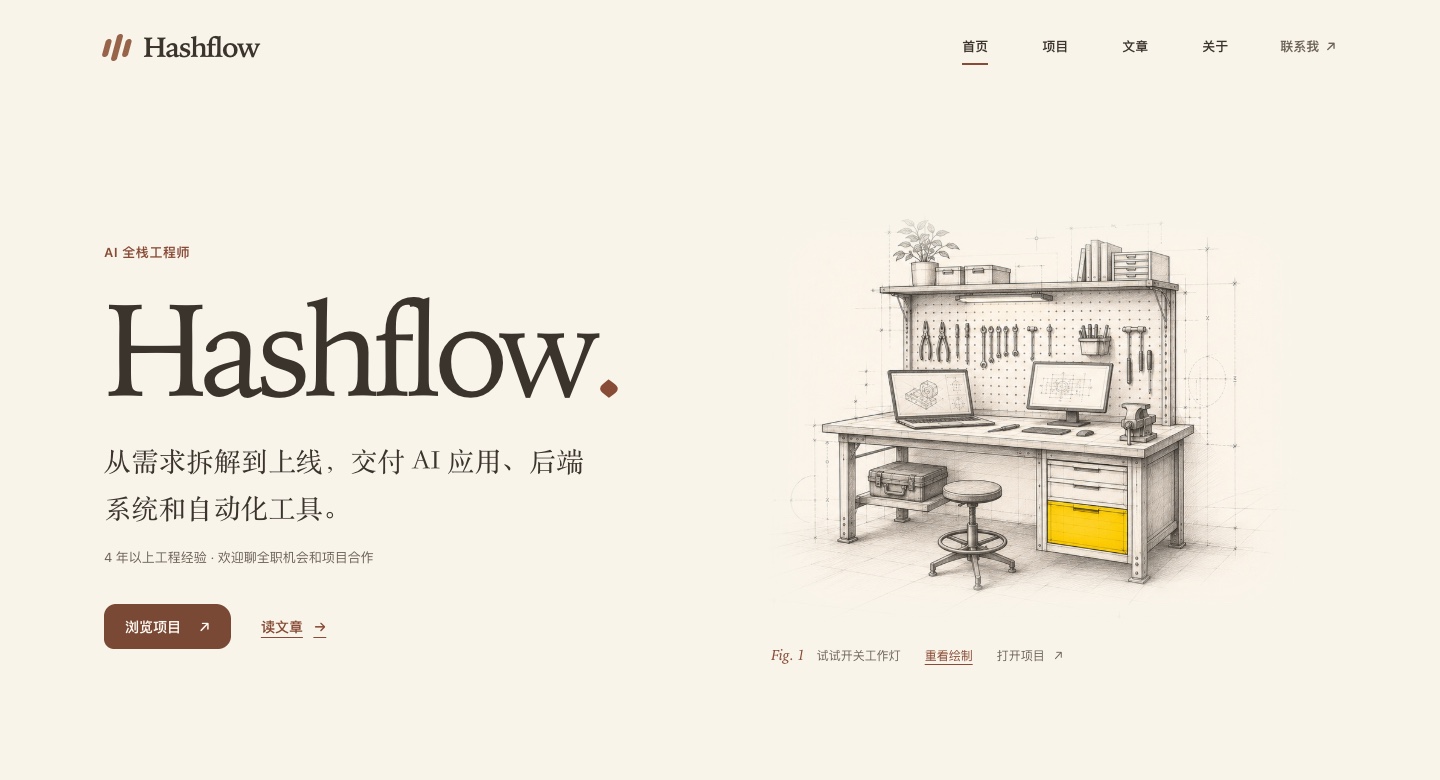 Hashflow
首页
项目
文章
关于
联系我 ↗
AI 全栈工程师
Hashflow.
从需求拆解到上线，交付 AI 应用、后端
系统和自动化工具。
4 年以上工程经验 · 欢迎聊全职机会和项目合作
浏览项目 ↗
读文章 →
Fig. 1 试试开关工作灯 重看绘制 打开项目 ↗